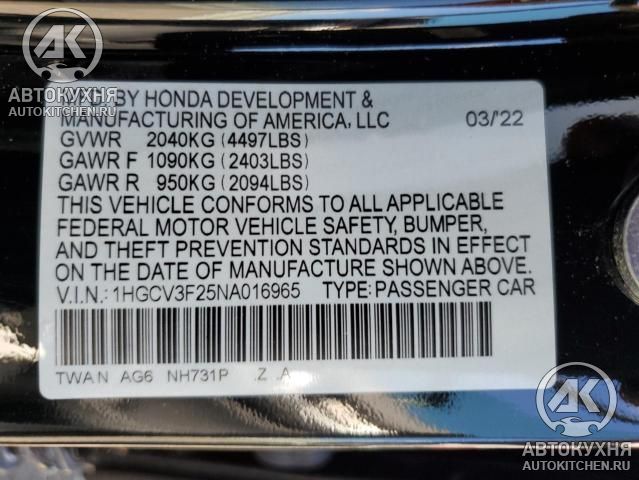 АК
АВТОКУХНЯ
AUTOKITCHEN.RU
BY HONDA DEVELOPMENT &
MANUFACTURING OF AMERICA, LLC 03/'22
GVWR 2040KG (4497LBS)
GAWR F 1090KG (2403LBS)
GAWR R 950KG (2094LBS)
THIS VEHICLE CONFORMS TO ALL APPLICABLE
FEDERAL MOTOR VEHICLE SAFETY, BUMPER,
AND THEFT PREVENTION STANDARDS IN EFFECT
ON THE DATE OF MANUFACTURE SHOWN ABOVE.
V.I.N.: 1HGCV3F25NA016965 TYPE: PASSENGER CAR
TWAN AG6 NH731P .Z .A
АК
АВТОКУХНЯ
AUTOKITCHEN.RU